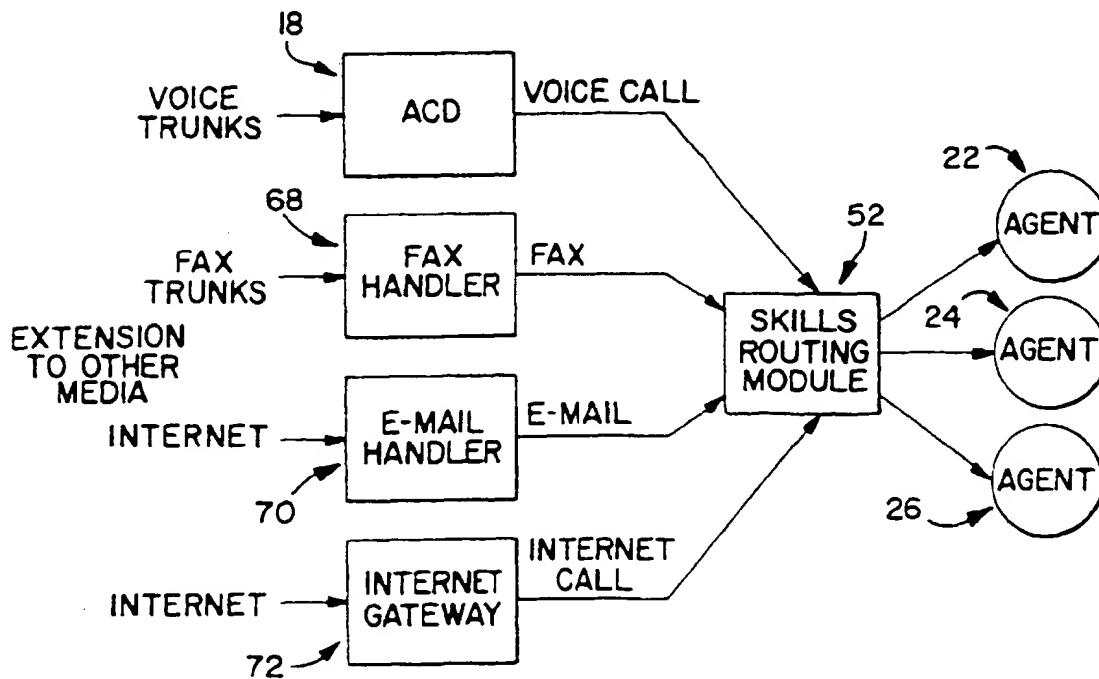 18
VOICE
TRUNKS
ACD
VOICE CALL
68
FAX
TRUNKS
FAX
HANDLER
FAX
EXTENSION
TO OTHER
MEDIA
INTERNET
E-MAIL
HANDLER
E-MAIL
70
INTERNET
INTERNET
GATEWAY
INTERNET
CALL
72
52
SKILLS
ROUTING
MODULE
22
AGENT
24
AGENT
AGENT
26